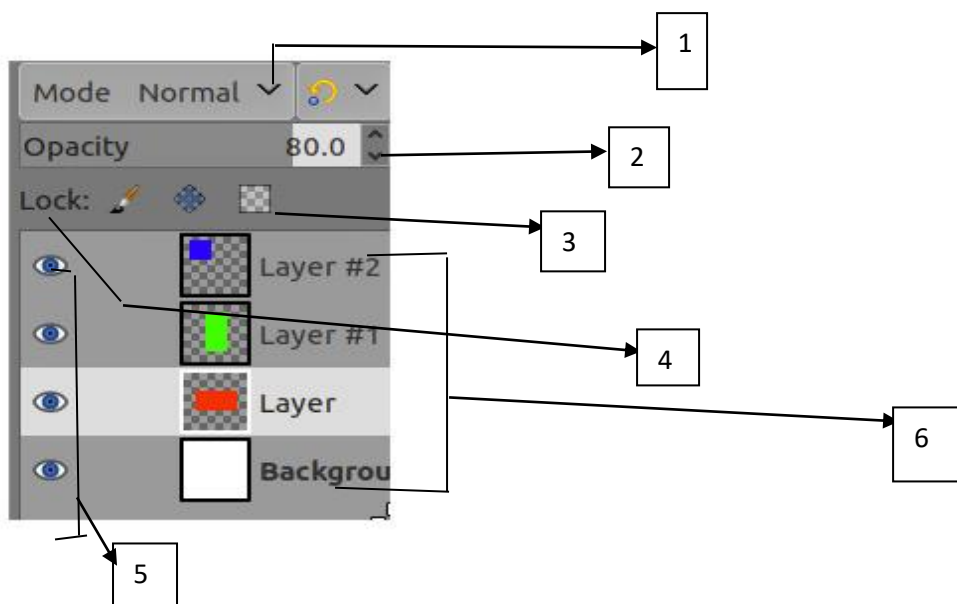 1
Mode Normal
Opacity 80.0
2
Lock:
3
Layer #2
Layer #1
4
Layer
6
Backgrou
5